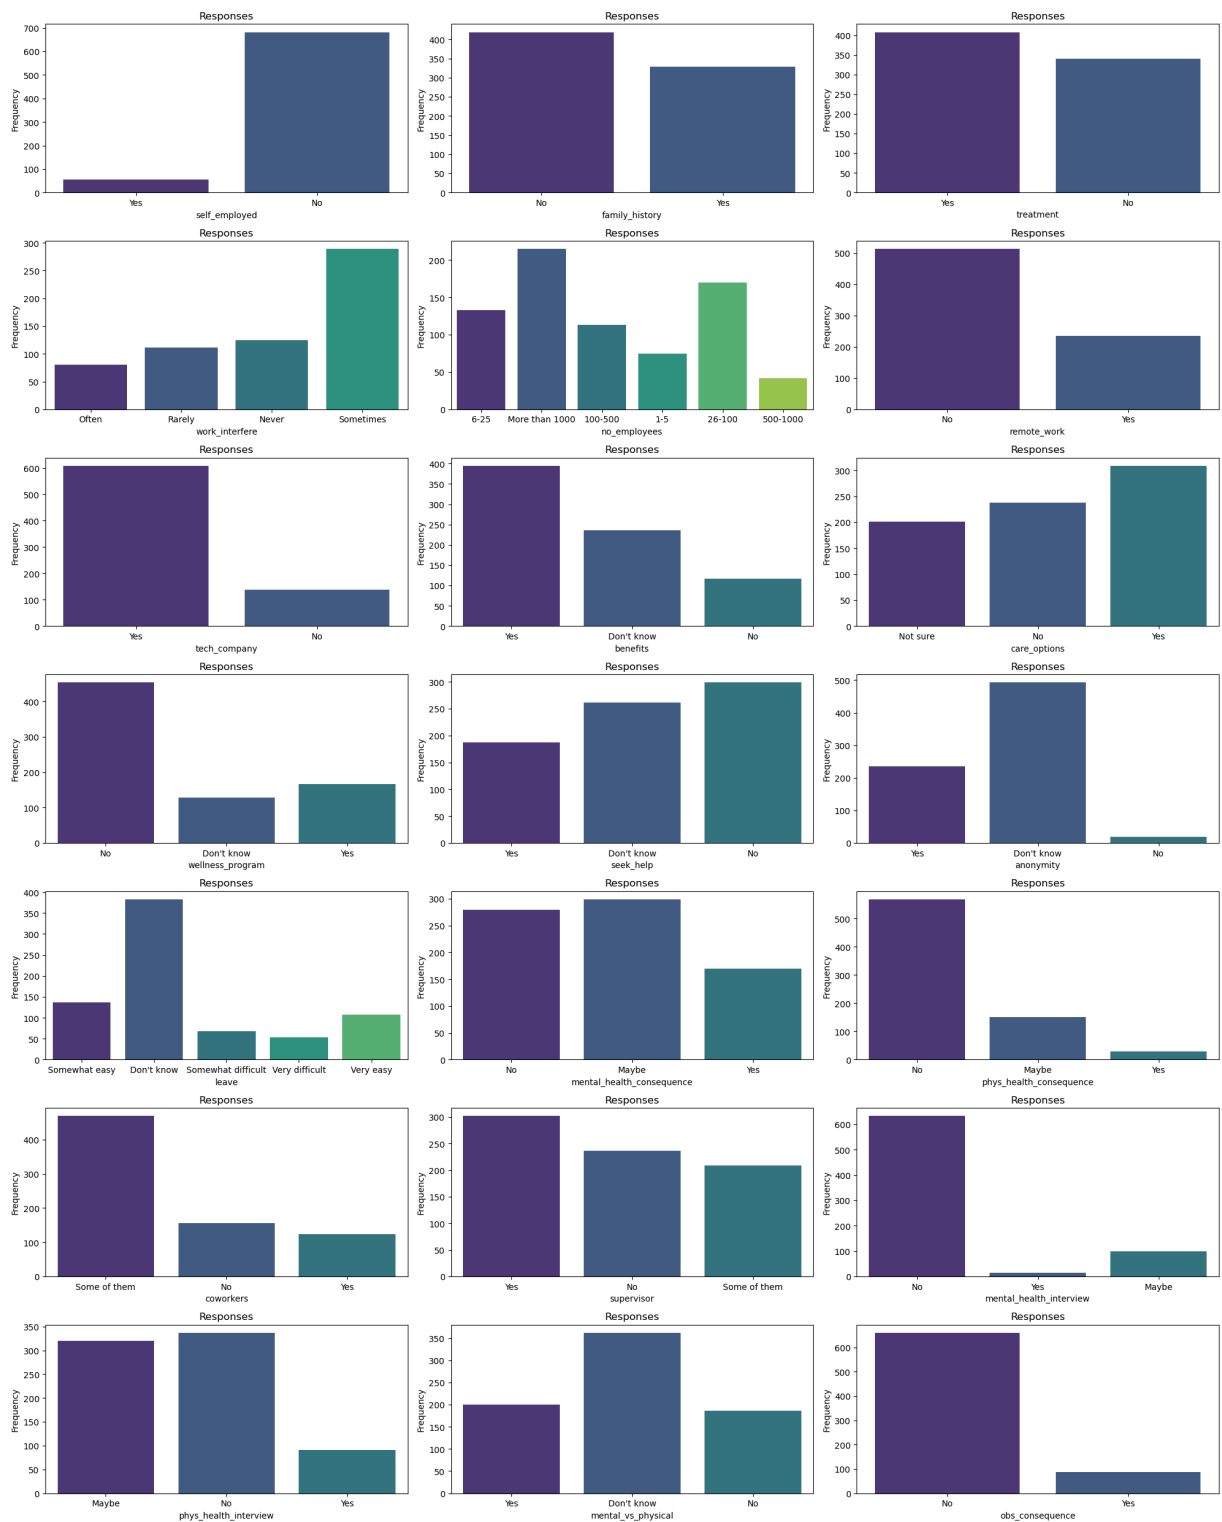 Responses
Frequency
700
600
500
400
300
200
100
0
Yes No
self_employed
Responses
Frequency
400
350
300
250
200
150
100
50
0
No Yes
family_history
Responses
Frequency
400
350
300
250
200
150
100
50
0
Yes No
treatment
Responses
Frequency
300
250
200
150
100
50
0
Often Rarely Never Sometimes
work_interfere
Responses
Frequency
200
150
100
50
0
6-25 More than 1000 100-500 1-5 26-100 500-1000
no_employees
Responses
Frequency
500
400
300
200
100
0
No Yes
remote_work
Responses
Frequency
600
500
400
300
200
100
0
Yes No
tech_company
Responses
Frequency
400
350
300
250
200
150
100
50
0
Yes Don't know No
benefits
Responses
Frequency
300
250
200
150
100
50
0
Not sure No Yes
care_options
Responses
Frequency
400
300
200
100
0
No Don't know Yes
wellness_program
Responses
Frequency
300
250
200
150
100
50
0
Yes Don't know No
seek_help
Responses
Frequency
500
400
300
200
100
0
Yes Don't know No
anonymity
Responses
Frequency
400
350
300
250
200
150
100
50
0
Somewhat easy Don't know Somewhat difficult Very difficult Very easy
leave
Responses
Frequency
300
250
200
150
100
50
0
No Maybe Yes
mental_health_consequence
Responses
Frequency
500
400
300
200
100
0
No Maybe Yes
phys_health_consequence
Responses
Frequency
400
300
200
100
0
Some of them No Yes
coworkers
Responses
Frequency
300
250
200
150
100
50
0
Yes No Some of them
supervisor
Responses
Frequency
600
500
400
300
200
100
0
No Yes Maybe
mental_health_interview
Responses
Frequency
350
300
250
200
150
100
50
0
Maybe No Yes
phys_health_interview
Responses
Frequency
350
300
250
200
150
100
50
0
Yes Don't know No
mental_vs_physical
Responses
Frequency
600
500
400
300
200
100
0
No Yes
obs_consequence